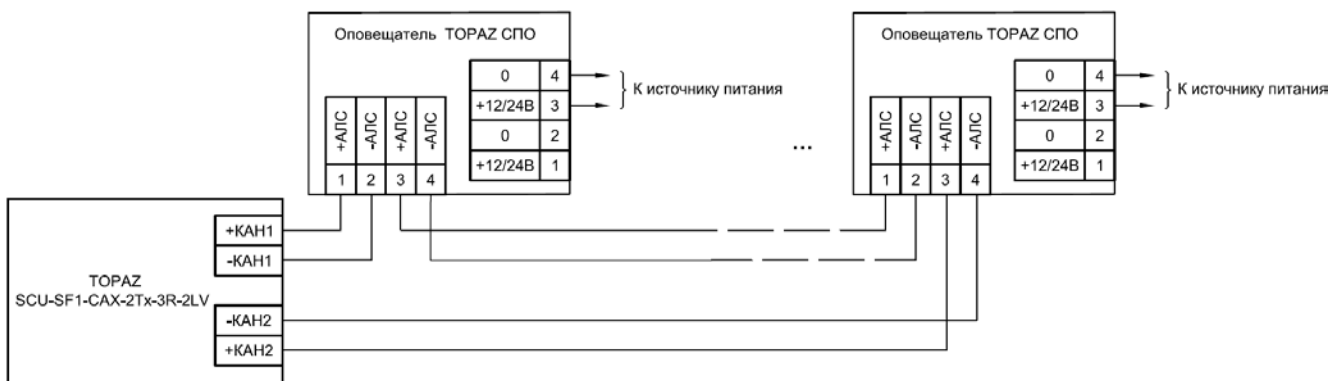 Оповещатель TOPAZ СПО
0 4
+12/24В 3
0 2
+12/24В 1
К источнику питания
+АЛС -АЛС +АЛС -АЛС
1 2 3 4
...
Оповещатель TOPAZ СПО
0 4
+12/24В 3
0 2
+12/24В 1
К источнику питания
+АЛС -АЛС +АЛС -АЛС
1 2 3 4
TOPAZ
SCU-SF1-CAX-2Tx-3R-2LV
+КАН1
-КАН1
-КАН2
+КАН2